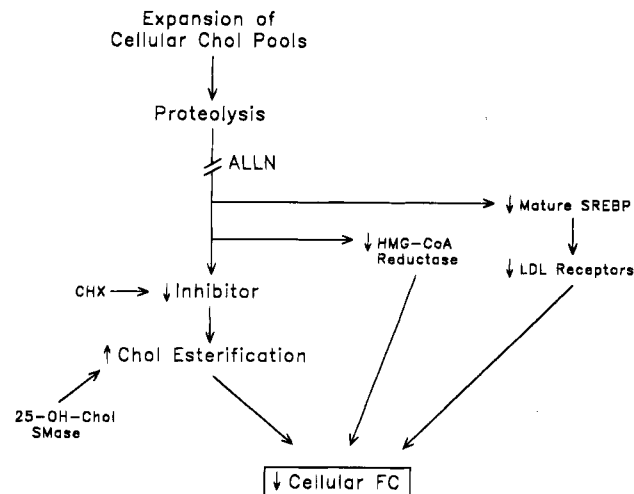 Expansion of
Cellular Chol Pools
Proteolysis
ALLN
↓ Mature SREBP
↓ HMG-CoA
Reductase
↓ LDL Receptors
CHX
↓ Inhibitor
↑ Chol Esterification
25-OH-Chol
SMase
↓ Cellular FC